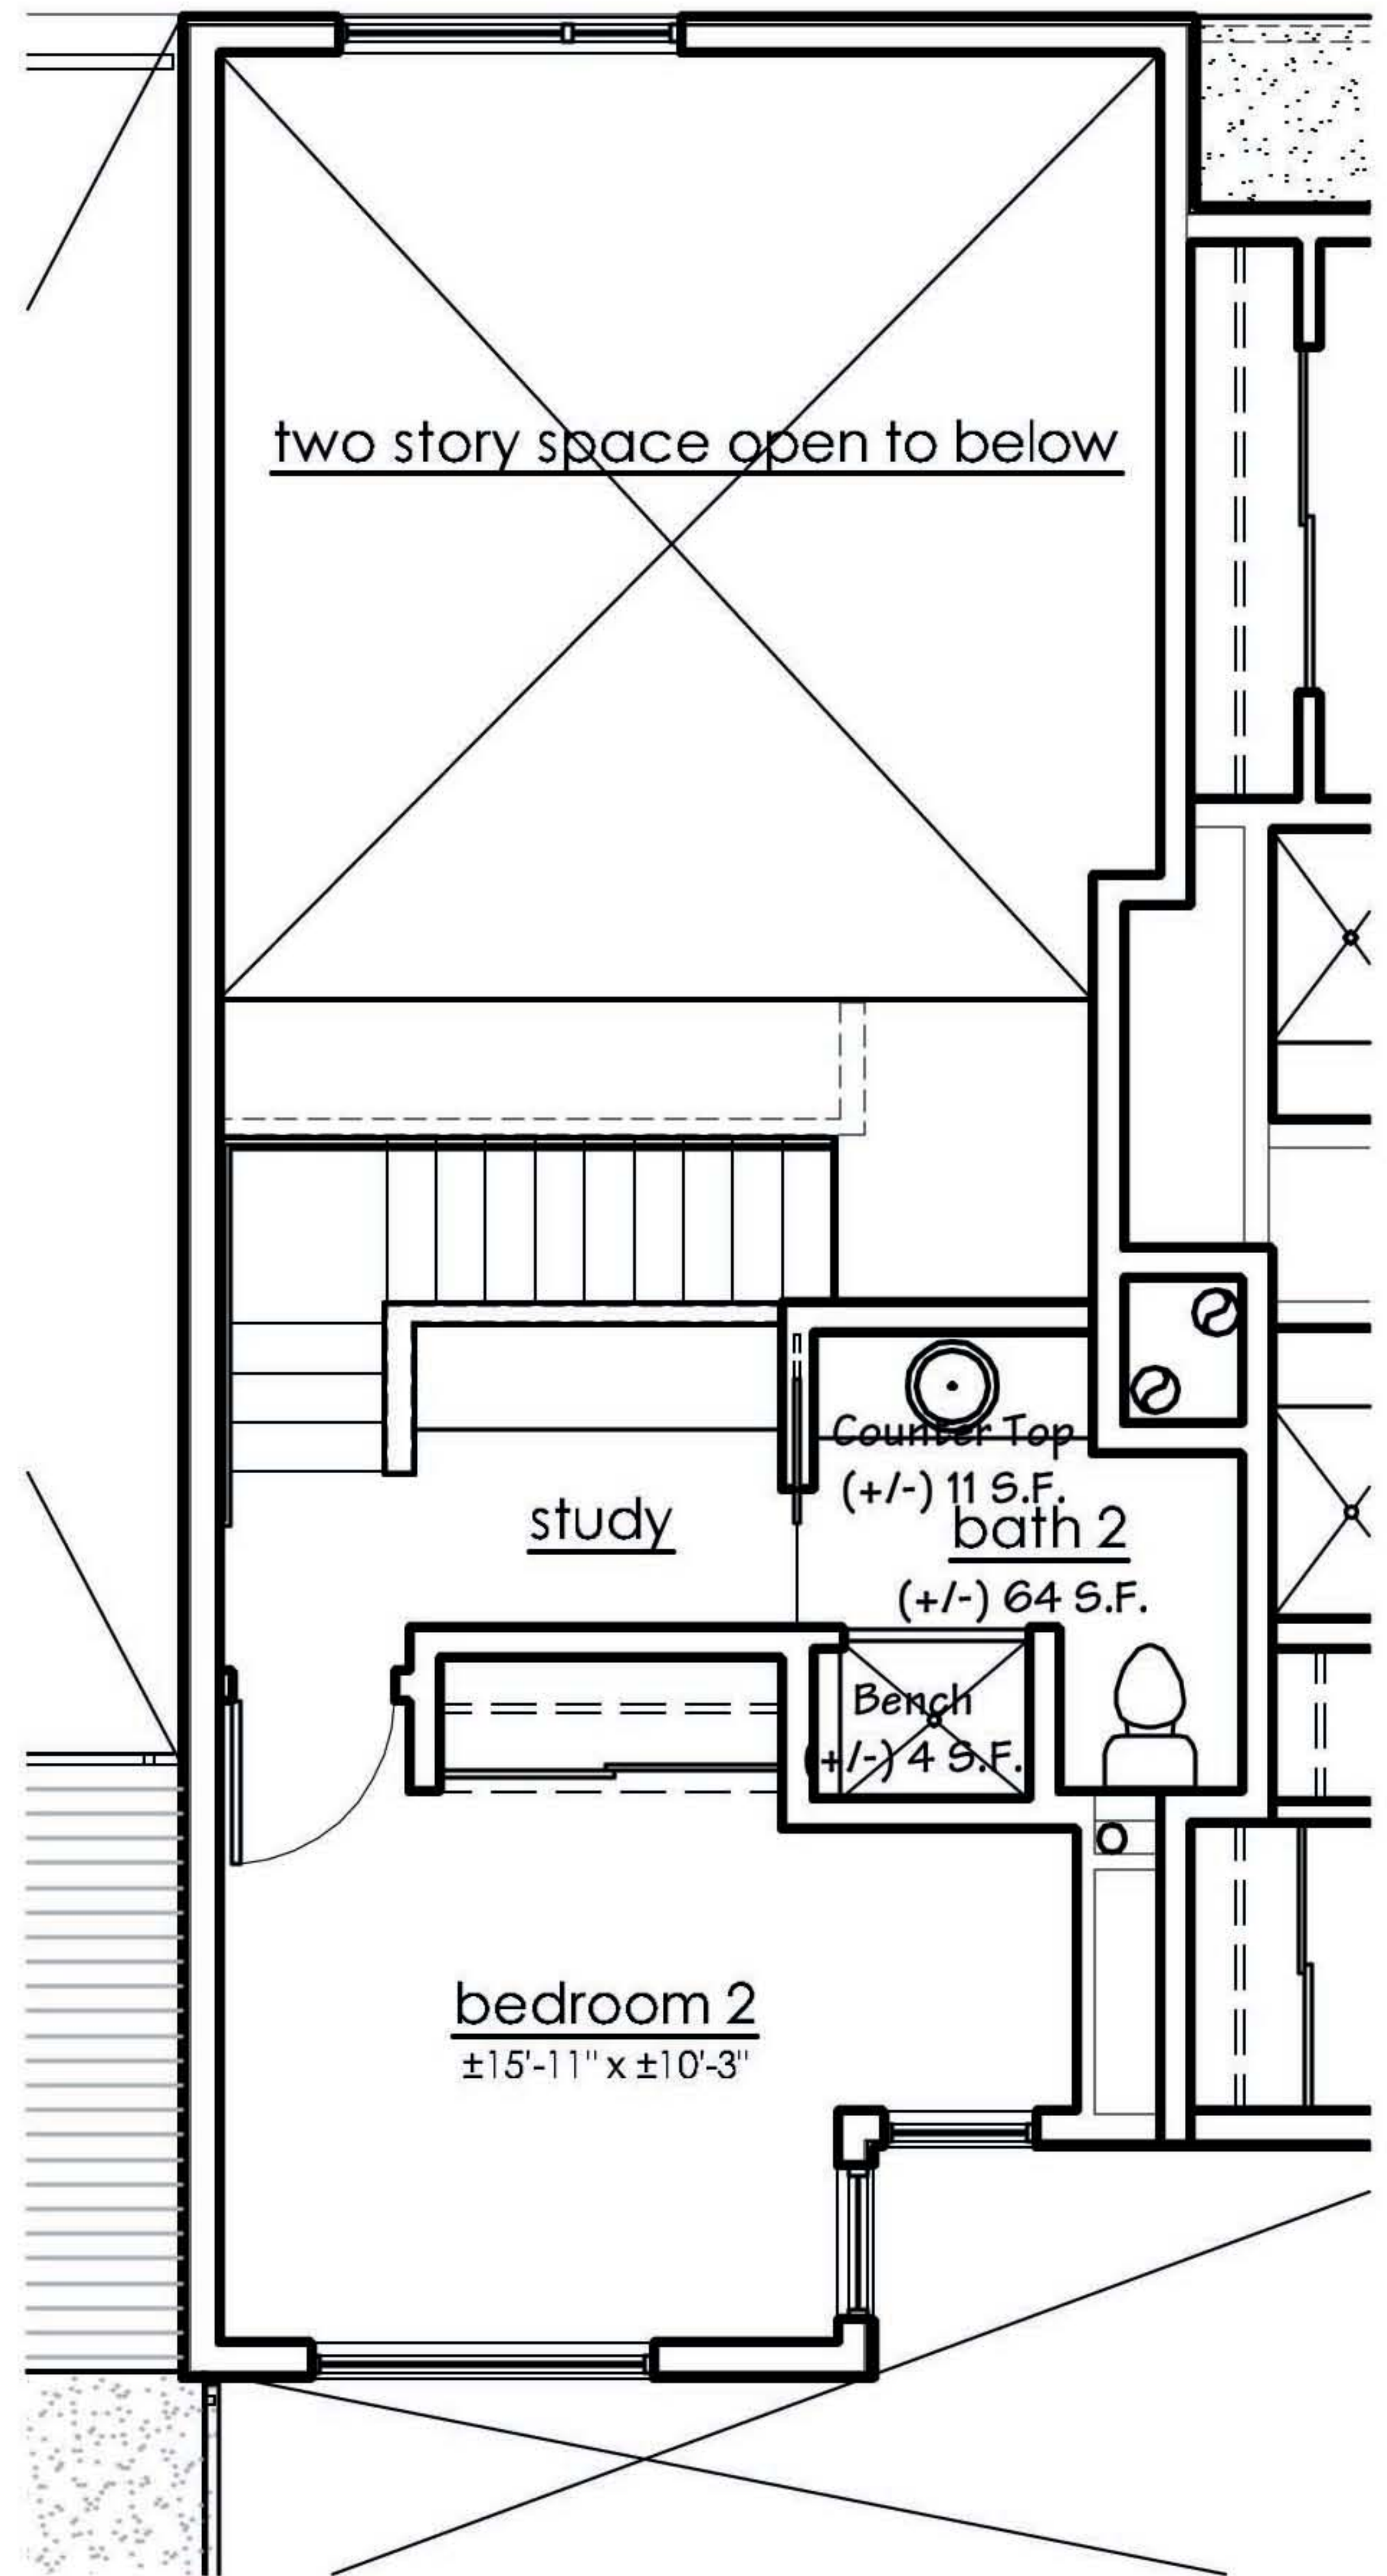 two story space open to below
Counter Top
(+/-) 11 S.F.
study
bath 2
(+/-) 64 S.F.
Bench
(+/-) 4 S.F.
bedroom 2
±15'-11" x ±10'-3"